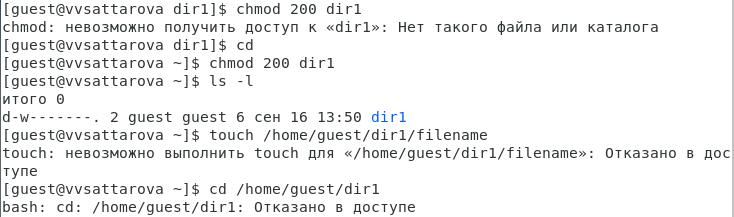 [guest@vvsattarova dir1]$ chmod 200 dir1
chmod: невозможно получить доступ к «dir1»: Нет такого файла или каталога
[guest@vvsattarova dir1]$ cd
[guest@vvsattarova ~]$ chmod 200 dir1
[guest@vvsattarova ~]$ ls -l
итого 0
d-w-------. 2 guest guest 6 сен 16 13:50 dir1
[guest@vvsattarova ~]$ touch /home/guest/dir1/filename
touch: невозможно выполнить touch для «/home/guest/dir1/filename»: Отказано в дос
тупе
[guest@vvsattarova ~]$ cd /home/guest/dir1
bash: cd: /home/guest/dir1: Отказано в доступе